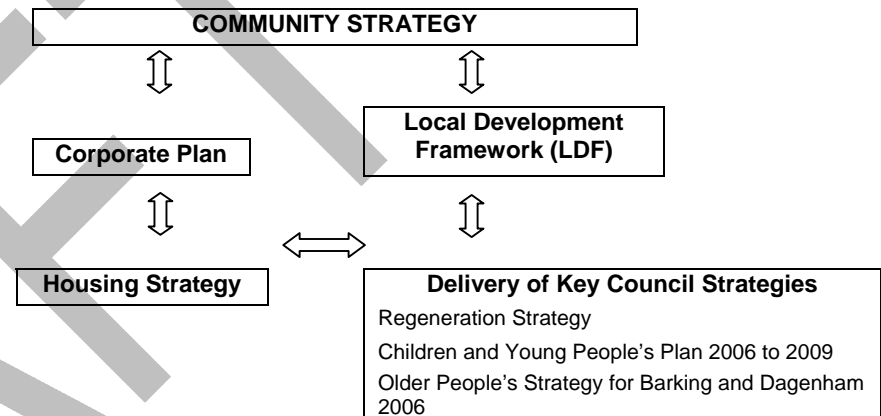 COMMUNITY STRATEGY
Local Development
Framework (LDF)
Corporate Plan
Housing Strategy
Delivery of Key Council Strategies
Regeneration Strategy
Children and Young People's Plan 2006 to 2009
Older People's Strategy for Barking and Dagenham
2006